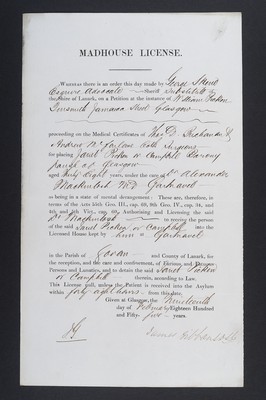 MADHOUSE LICENSE.
WHEREAS there is an order this day made by George Skene
Esquire Advocate Sheriff Substitute of
the Shire of Lanark, on a Petition at the instance of William
Jamaica Street Glasgow
proceeding on the Medical Certificates of
Andrew McFarlane both Surgeons
for placing Janet or Campbell
parish of Glasgow
aged Thirty Eight years, under the care of Dr Alexander
Mackintosh M.D. Gartnavel
as being in a state of mental derangement: These are, therefore, in
terms of the Acts 55th Geo. III., cap. 69, 9th Geo. IV., cap. 34, and
4th and 5th Vict., cap. 60, Authorising and Licensing the said
Dr Mackintosh to receive the person
of the said Janet or Campbell into the
Licensed House kept by him at Gartnavel
in the Parish of Govan and County of Lanark, for
the reception, and the care and confinement, of Furious, and Fatuous
Persons and Lunatics, and to detain the said Janet
or Campbell therein, according to Law.
This License null, unless the Patient is received into the Asylum
within forty eight hours from this date.
Given at Glasgow, the Nineteenth
day of February Eighteen Hundred
and Fifty- five years.